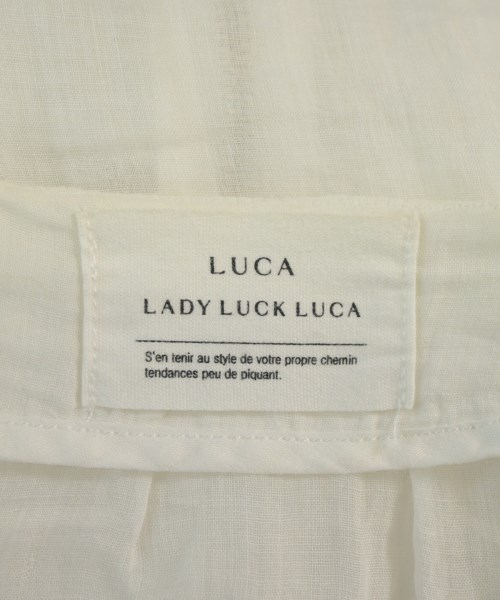 LUCA
LADY LUCK LUCA
S'en tenir au style de votre propre chemin
tendances peu de piquant.